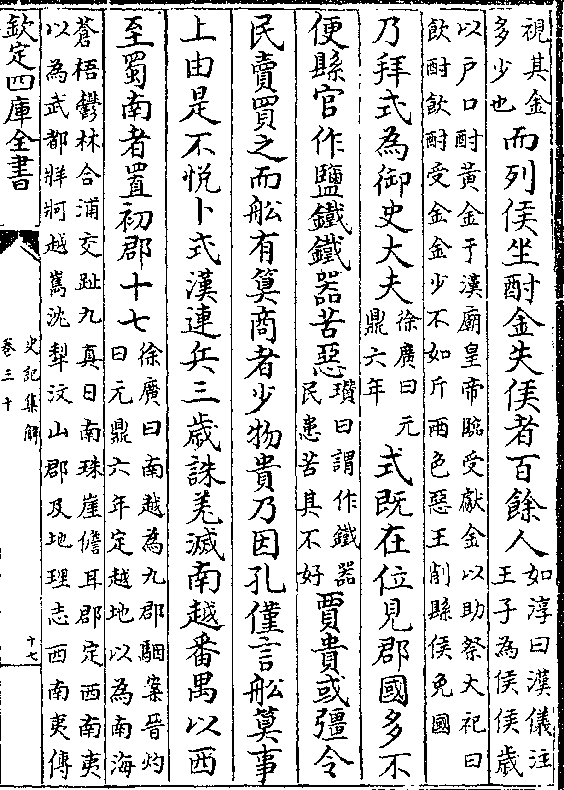 視其金多少也而列侯坐酎金失侯者百餘人如淳曰漢儀注王子為侯侯歲
以户口酎黄金于漢廟皇帝臨受獻金以助祭大祀曰飲酎飲酎受金金少不如斤兩色惡王削縣侯免國
乃拜式為御史大夫徐廣曰元鼎六年式既在位見郡國多不
便縣官作鹽鐵鐵器苦惡瓚曰謂作鐵器民患苦其不好賈貴或彊令
民賣買之而舩有筭商者少物貴乃因孔僅言舩筭事
上由是不悦卜式漢連兵三歲誅羌滅南越番禺以西
至蜀南者置初郡十七徐廣曰南越為九郡駰案晉灼曰元鼎六年定越地以為南海
蒼梧鬱林合浦交趾九真日南珠崖儋耳郡定西南夷以為武都牂牁越嶲沈犁汶山郡及地理志西南夷傳
欽定四庫全書
史記集解
卷三十
十七